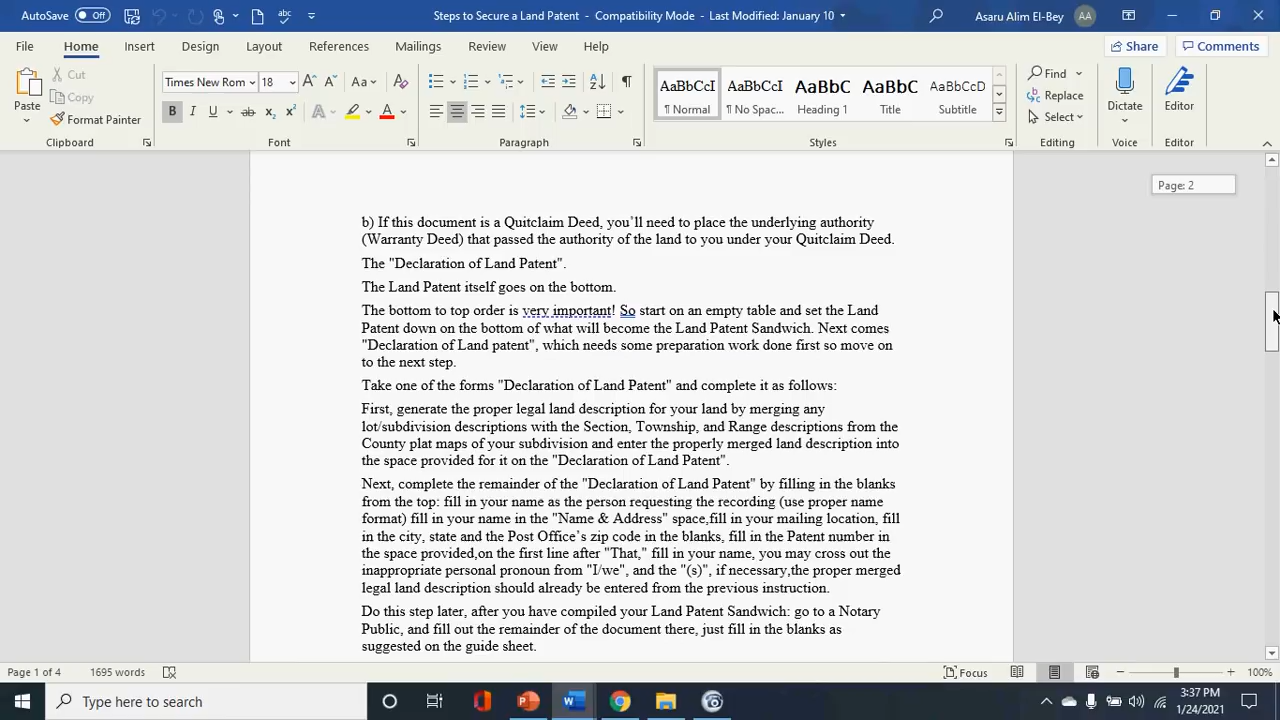 AutoSave Off
Steps to Secure a Land Patent - Compatibility Mode - Last Modified: January 10
Asaru Alim El-Bey AA
File Home Insert Design Layout References Mailings Review View Help
Share Comments
Paste
Cut
Copy
Format Painter
Clipboard
Times New Rom 18
Font
Paragraph
AaBbCcI AaBbCcI AaBbC AaBbC AaBbCcD
¶ Normal ¶ No Spac... Heading 1 Title Subtitle
Styles
Find
Replace
Select
Editing
Dictate
Voice
Editor
Editor
Page: 2
b) If this document is a Quitclaim Deed, you'll need to place the underlying authority
(Warranty Deed) that passed the authority of the land to you under your Quitclaim Deed.
The "Declaration of Land Patent".
The Land Patent itself goes on the bottom.
The bottom to top order is very important! So start on an empty table and set the Land
Patent down on the bottom of what will become the Land Patent Sandwich. Next comes
"Declaration of Land patent", which needs some preparation work done first so move on
to the next step.
Take one of the forms "Declaration of Land Patent" and complete it as follows:
First, generate the proper legal land description for your land by merging any
lot/subdivision descriptions with the Section, Township, and Range descriptions from the
County plat maps of your subdivision and enter the properly merged land description into
the space provided for it on the "Declaration of Land Patent".
Next, complete the remainder of the "Declaration of Land Patent" by filling in the blanks
from the top: fill in your name as the person requesting the recording (use proper name
format) fill in your name in the "Name & Address" space,fill in your mailing location, fill
in the city, state and the Post Office's zip code in the blanks, fill in the Patent number in
the space provided,on the first line after "That," fill in your name, you may cross out the
inappropriate personal pronoun from "I/we", and the "(s)", if necessary,the proper merged
legal land description should already be entered from the previous instruction.
Do this step later, after you have compiled your Land Patent Sandwich: go to a Notary
Public, and fill out the remainder of the document there, just fill in the blanks as
suggested on the guide sheet.
Page 1 of 4 1695 words
Focus
100%
Type here to search
3:37 PM
1/24/2021